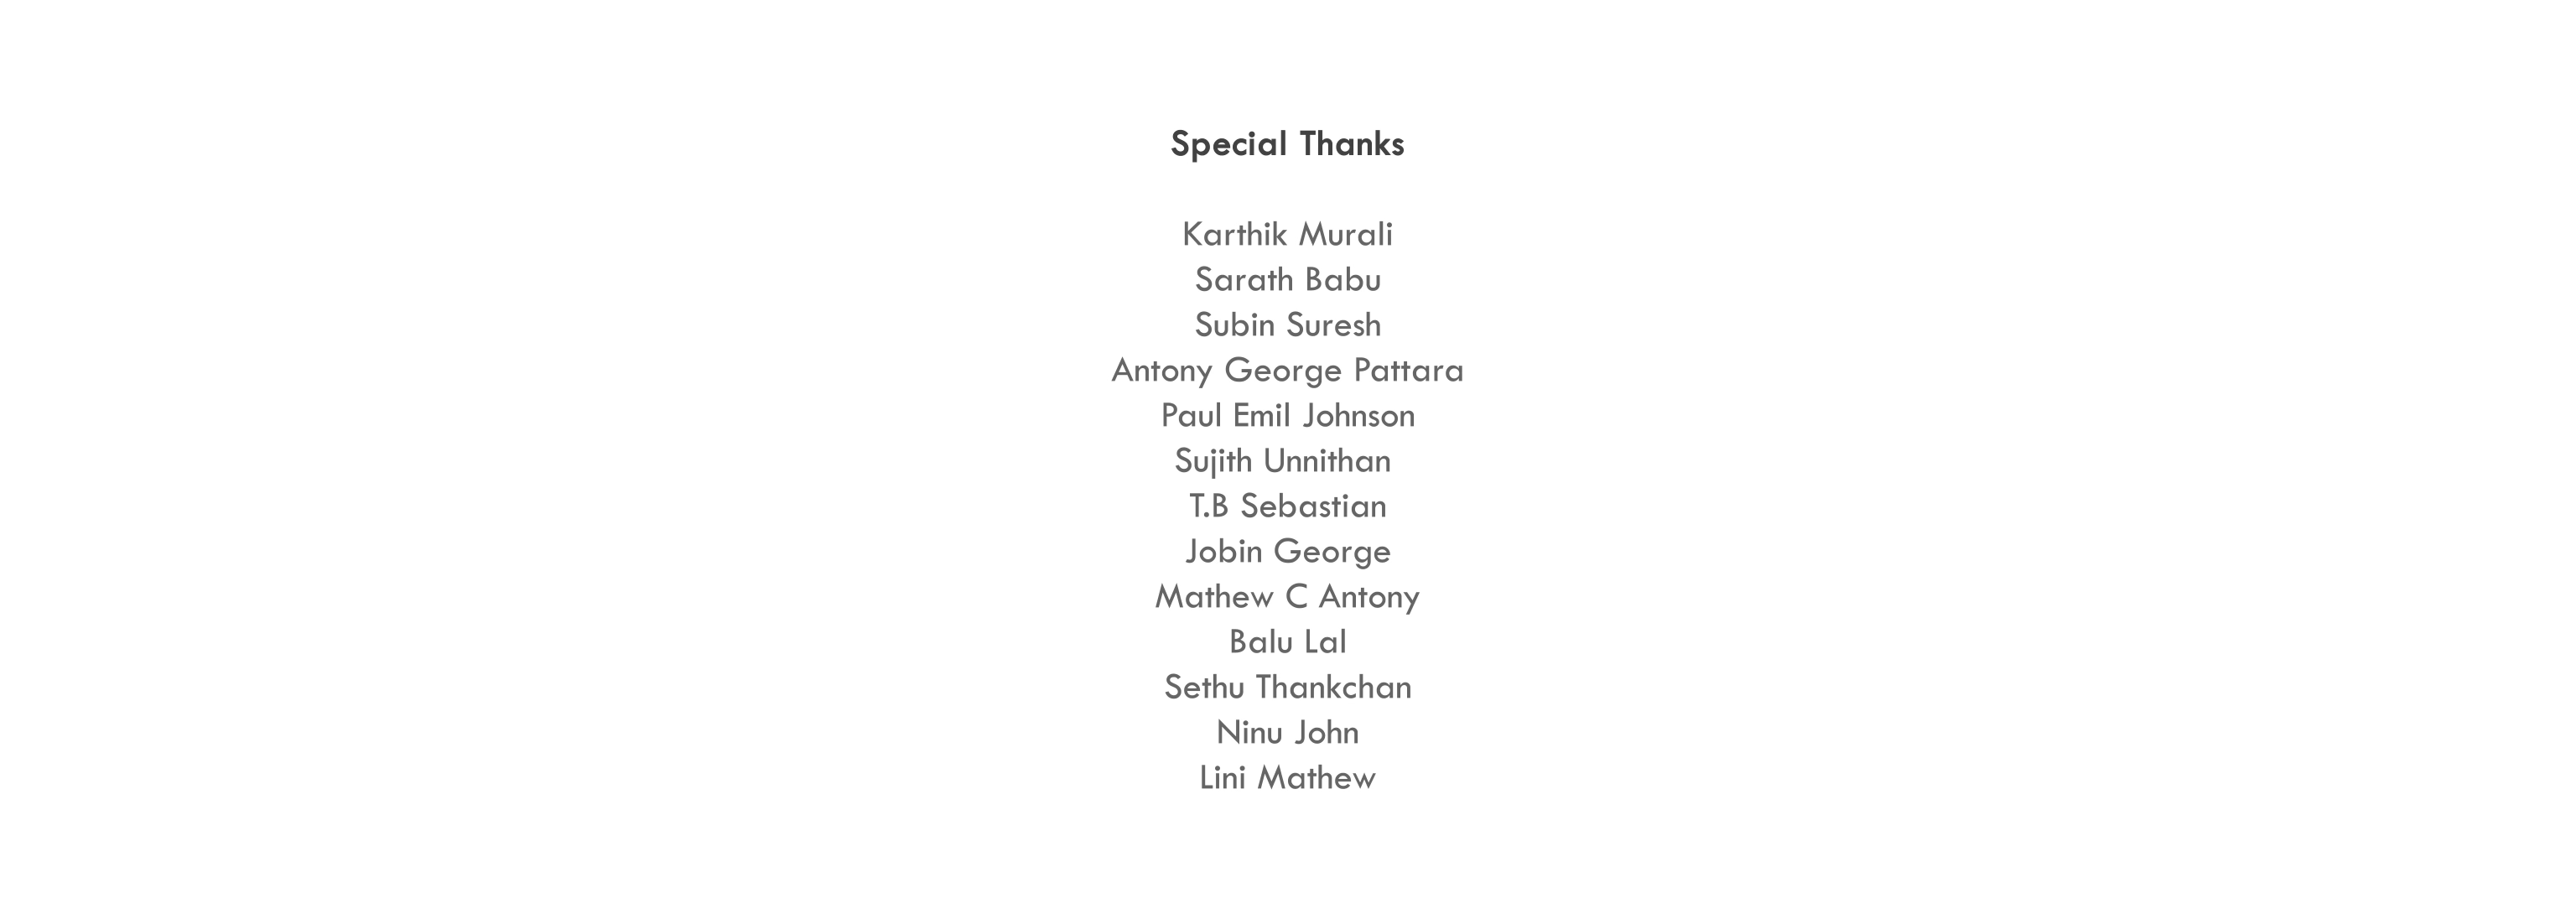 Special Thanks
Karthik Murali
Sarath Babu
Subin Suresh
Antony George Pattara
Paul Emil Johnson
Sujith Unnithan
T.B Sebastian
Jobin George
Mathew C Antony
Balu Lal
Sethu Thankchan
Ninu John
Lini Mathew